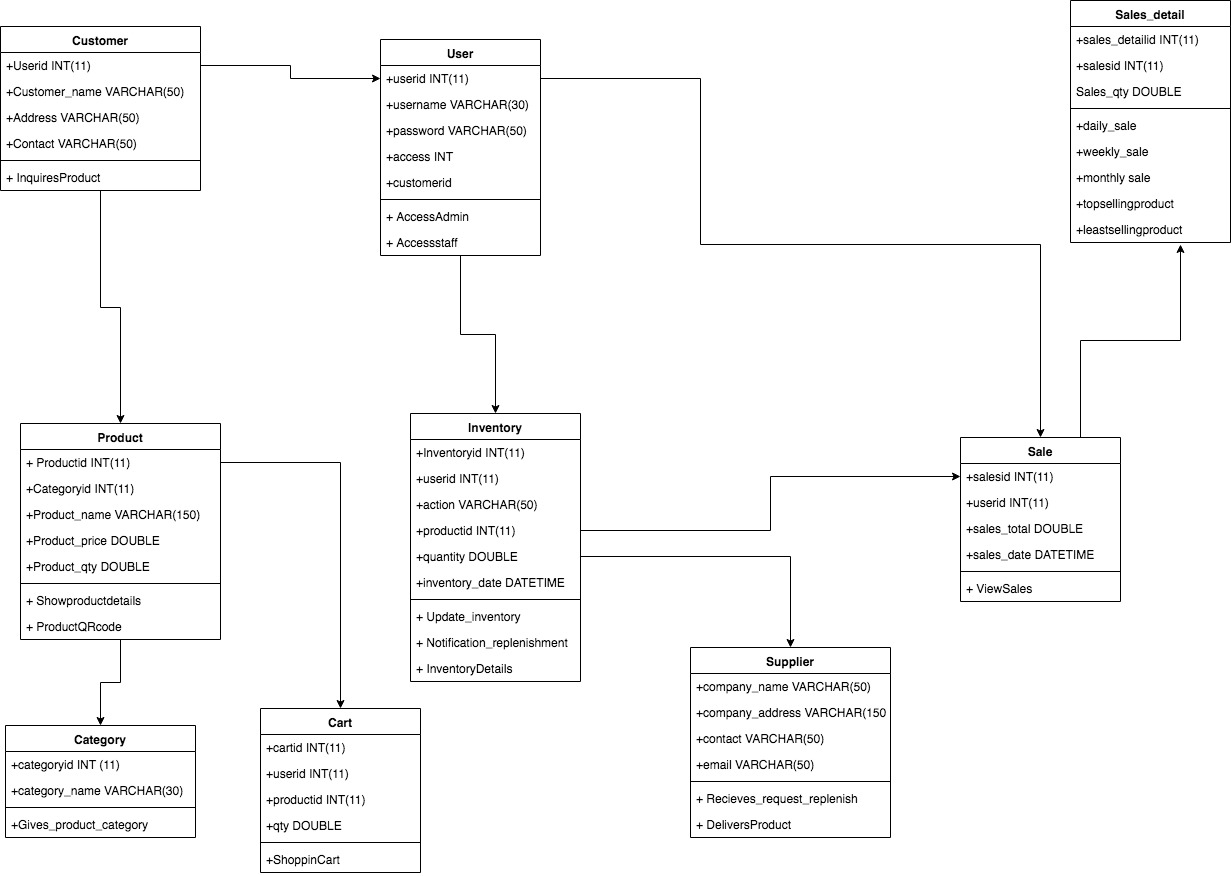 Customer
+Userid INT(11)
+Customer_name VARCHAR(50)
+Address VARCHAR(50)
+Contact VARCHAR(50)
+ InquiresProduct
User
+userid INT(11)
+username VARCHAR(30)
+password VARCHAR(50)
+access INT
+customerid
+ AccessAdmin
+ Accessstaff
Sales_detail
+sales_detailid INT(11)
+salesid INT(11)
Sales_qty DOUBLE
+daily_sale
+weekly_sale
+monthly sale
+topsellingproduct
+leastsellingproduct
Product
+ Productid INT(11)
+Categoryid INT(11)
+Product_name VARCHAR(150)
+Product_price DOUBLE
+Product_qty DOUBLE
+ Showproductdetails
+ ProductQRcode
Inventory
+Inventoryid INT(11)
+userid INT(11)
+action VARCHAR(50)
+productid INT(11)
+quantity DOUBLE
+inventory_date DATETIME
+ Update_inventory
+ Notification_replenishment
+ InventoryDetails
Sale
+salesid INT(11)
+userid INT(11)
+sales_total DOUBLE
+sales_date DATETIME
+ ViewSales
Supplier
+company_name VARCHAR(50)
+company_address VARCHAR(150
+contact VARCHAR(50)
+email VARCHAR(50)
+ Recieves_request_replenish
+ DeliversProduct
Category
+categoryid INT (11)
+category_name VARCHAR(30)
+Gives_product_category
Cart
+cartid INT(11)
+userid INT(11)
+productid INT(11)
+qty DOUBLE
+ShoppinCart